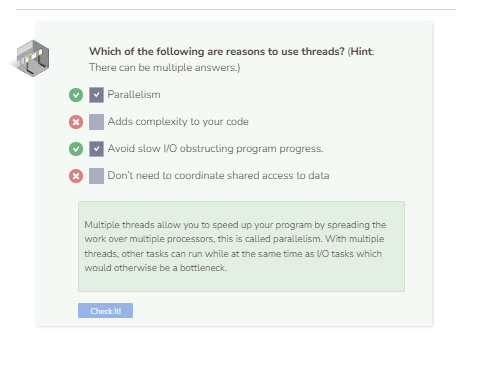 Which of the following are reasons to use threads? (Hint:
There can be multiple answers.)
Parallelism
Adds complexity to your code
Avoid slow I/O obstructing program progress.
Don't need to coordinate shared access to data
Multiple threads allow you to speed up your program by spreading the
work over multiple processors, this is called parallelism. With multiple
threads, other tasks can run while at the same time as I/O tasks which
would otherwise be a bottleneck.
Check It!